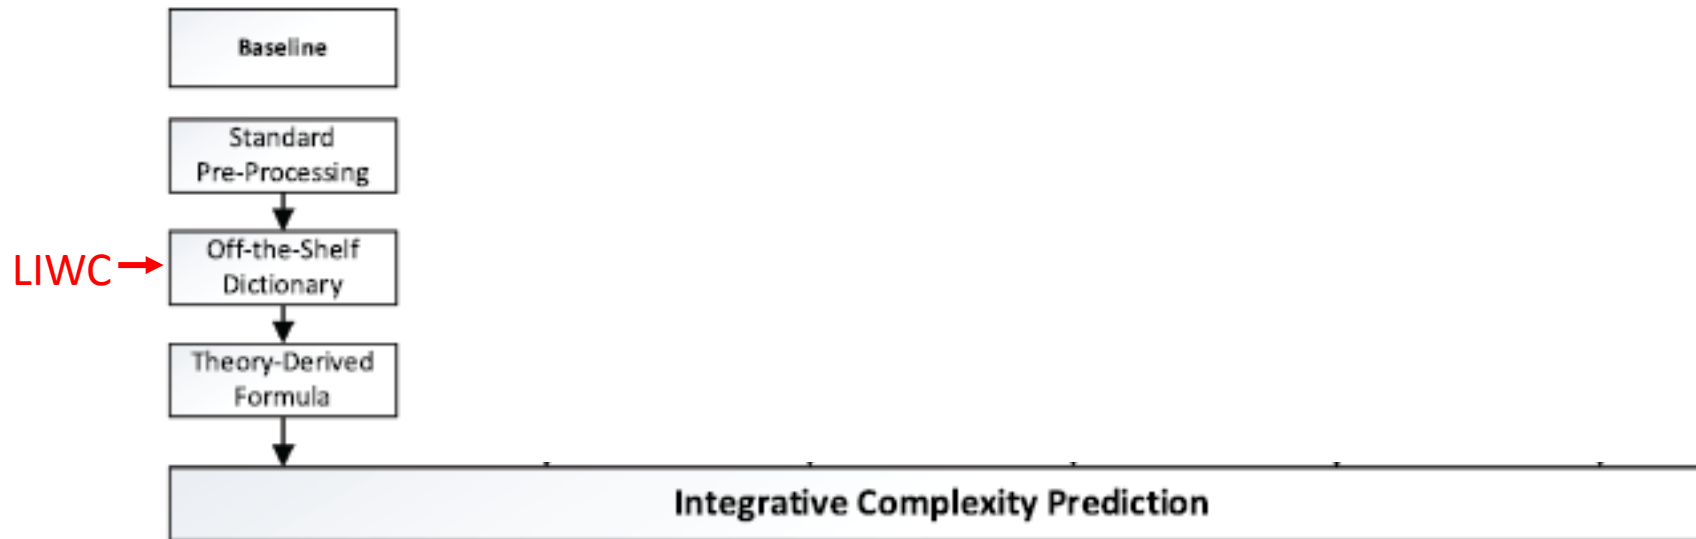 Baseline
Standard
Pre-Processing
LIWC
Off-the-Shelf
Dictionary
Theory-Derived
Formula
Integrative Complexity Prediction